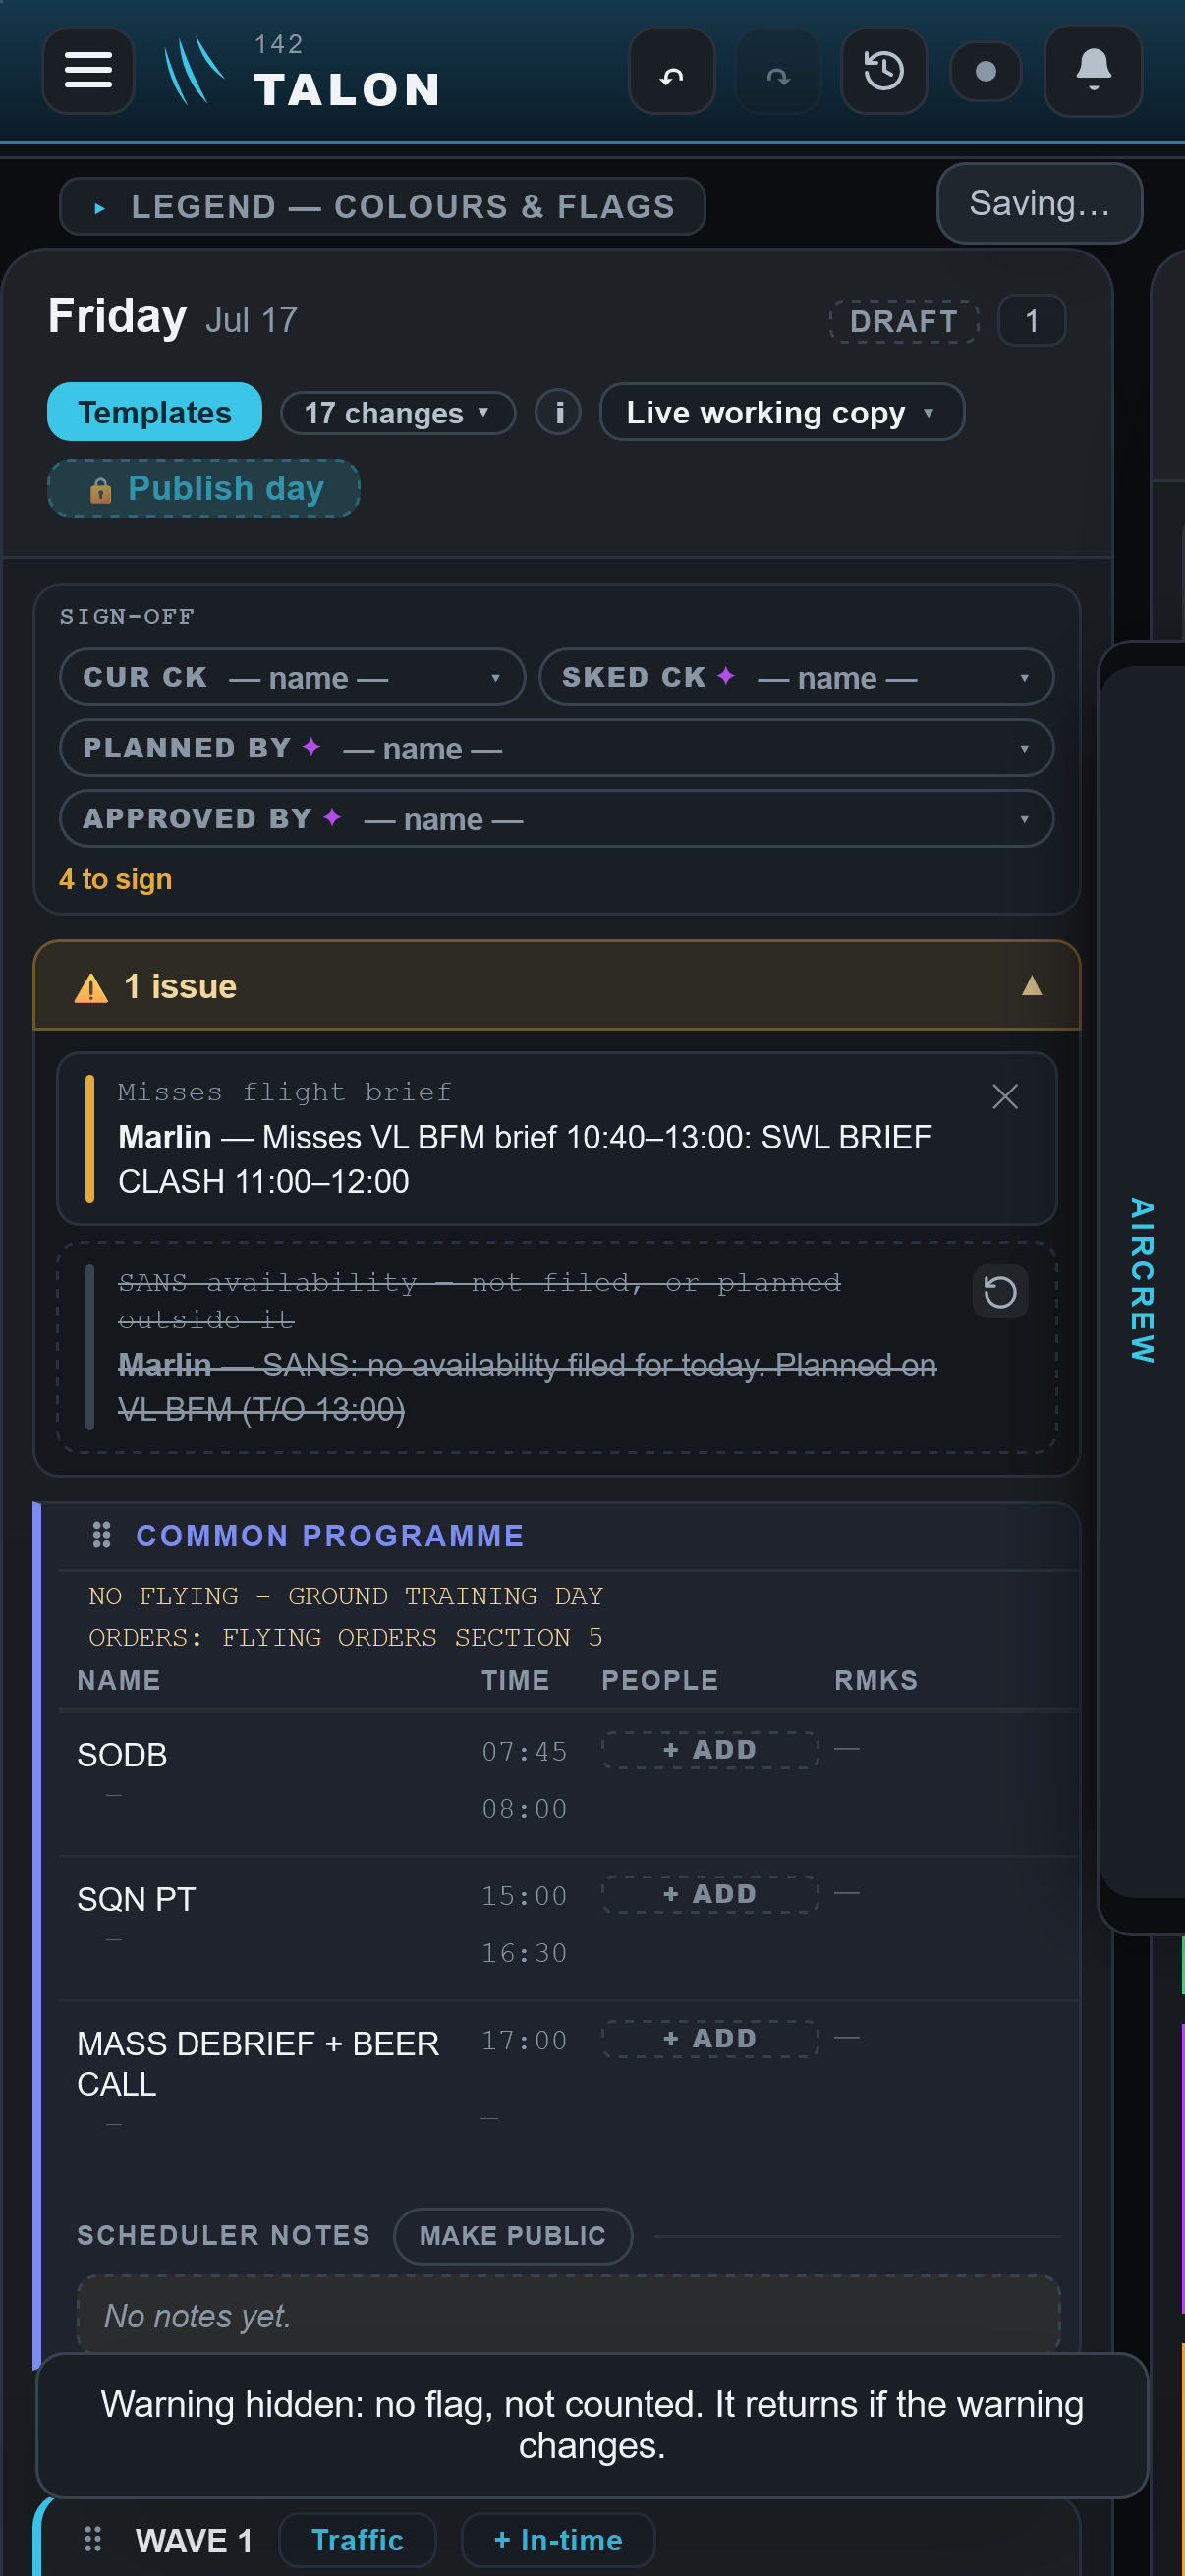 142
TALON
LEGEND — COLOURS & FLAGS
Saving...
Friday Jul 17
DRAFT 1
Templates 17 changes i Live working copy
Publish day
SIGN-OFF
CUR CK — name —
SKED CK — name —
PLANNED BY — name —
APPROVED BY — name —
4 to sign
1 issue
Misses flight brief
Marlin — Misses VL BFM brief 10:40–13:00: SWL BRIEF
CLASH 11:00–12:00
SANS availability — not filed, or planned
outside it
Marlin — SANS: no availability filed for today. Planned on
VL BFM (T/O 13:00)
AIRCREW
COMMON PROGRAMME
NO FLYING - GROUND TRAINING DAY
ORDERS: FLYING ORDERS SECTION 5
NAME TIME PEOPLE RMKS
SODB 07:45 + ADD —
— 08:00
SQN PT 15:00 + ADD —
— 16:30
MASS DEBRIEF + BEER 17:00 + ADD —
CALL
— —
SCHEDULER NOTES MAKE PUBLIC
No notes yet.
Warning hidden: no flag, not counted. It returns if the warning
changes.
WAVE 1 Traffic + In-time